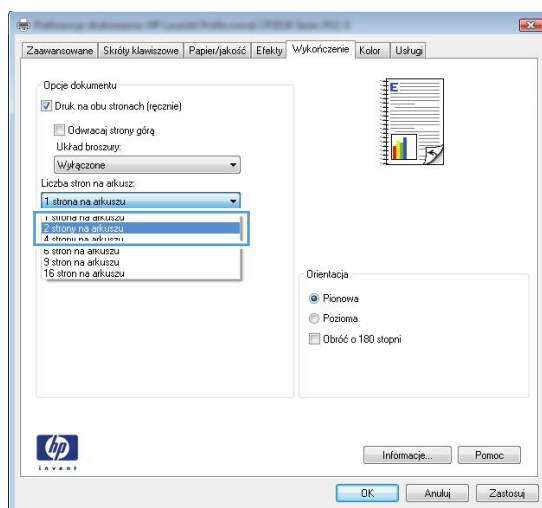 Zaawansowane Skróty klawiszowe Papier/jakość Efekty Wykończenie Kolor Usługi
Opcje dokumentu
Druk na obu stronach (ręcznie)
Odwracaj strony górą
Układ broszury:
Wyłączone
Liczba stron na arkusz:
1 strona na arkuszu
1 strona na arkuszu
2 strony na arkuszu
4 strony na arkuszu
6 stron na arkuszu
9 stron na arkuszu
16 stron na arkuszu
E
Orientacja
Pionowa
Pozioma
Obróć o 180 stopni
hp
invent
Informacje... Pomoc
OK Anuluj Zastosuj